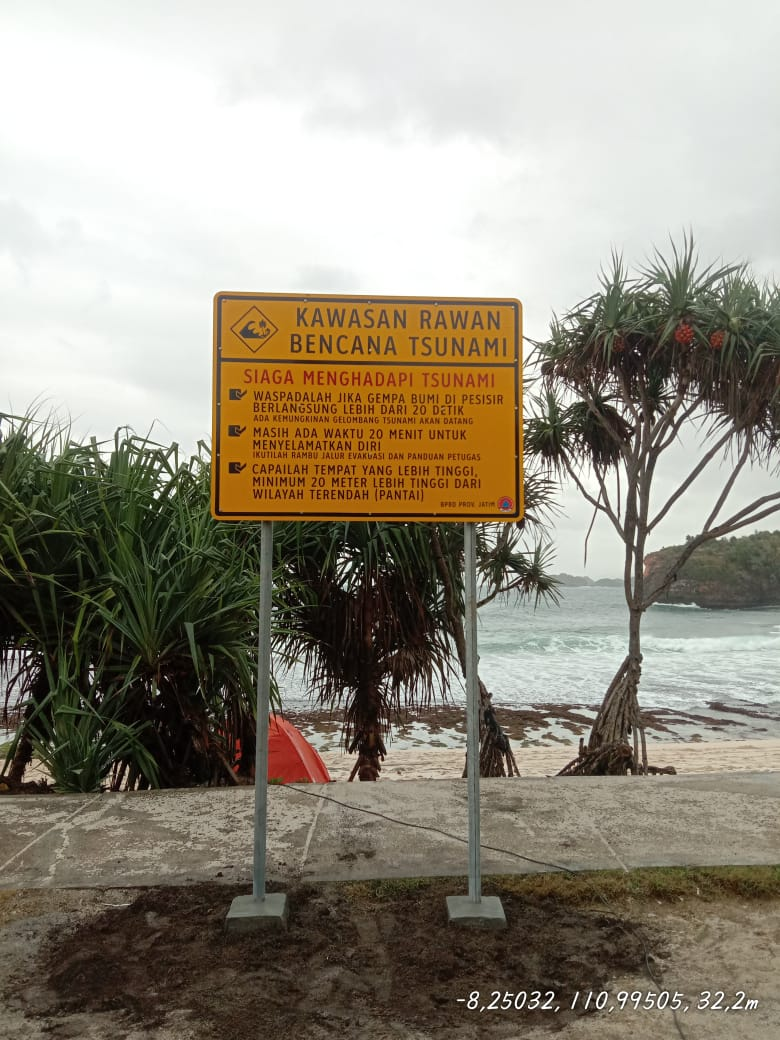 KAWASAN RAWAN
BENCANA TSUNAMI
SIAGA MENGHADAPI TSUNAMI
WASPADALAH JIKA GEMPA BUMI DI PESISIR
BERLANGSUNG LEBIH DARI 20 DETIK
ADA KEMUNGKINAN GELOMBANG TSUNAMI AKAN DATANG
MASIH ADA WAKTU 20 MENIT UNTUK
MENYELAMATKAN DIRI
IKUTILAH RAMBU JALUR EVAKUASI DAN PANDUAN PETUGAS
CAPAILAH TEMPAT YANG LEBIH TINGGI,
MINIMUM 20 METER LEBIH TINGGI DARI
WILAYAH TERENDAH (PANTAI)
BPBD PROV. JATIM
-8,25032, 110,99505, 32,2m